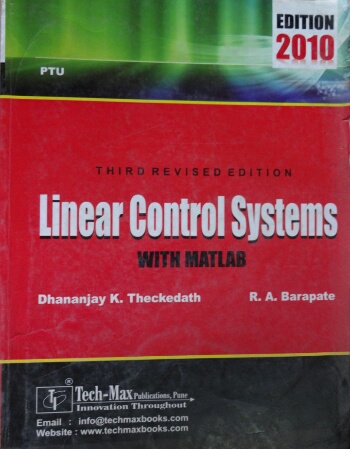 EDITION
2010
PTU
THIRD REVISED EDITION
Linear Control Systems
WITH MATLAB
Dhananjay K. Theckedath R. A. Barapate
Tech-Max Publications, Pune
Innovation Throughout
Email : info@techmaxbooks.com
Website : www.techmaxbooks.com